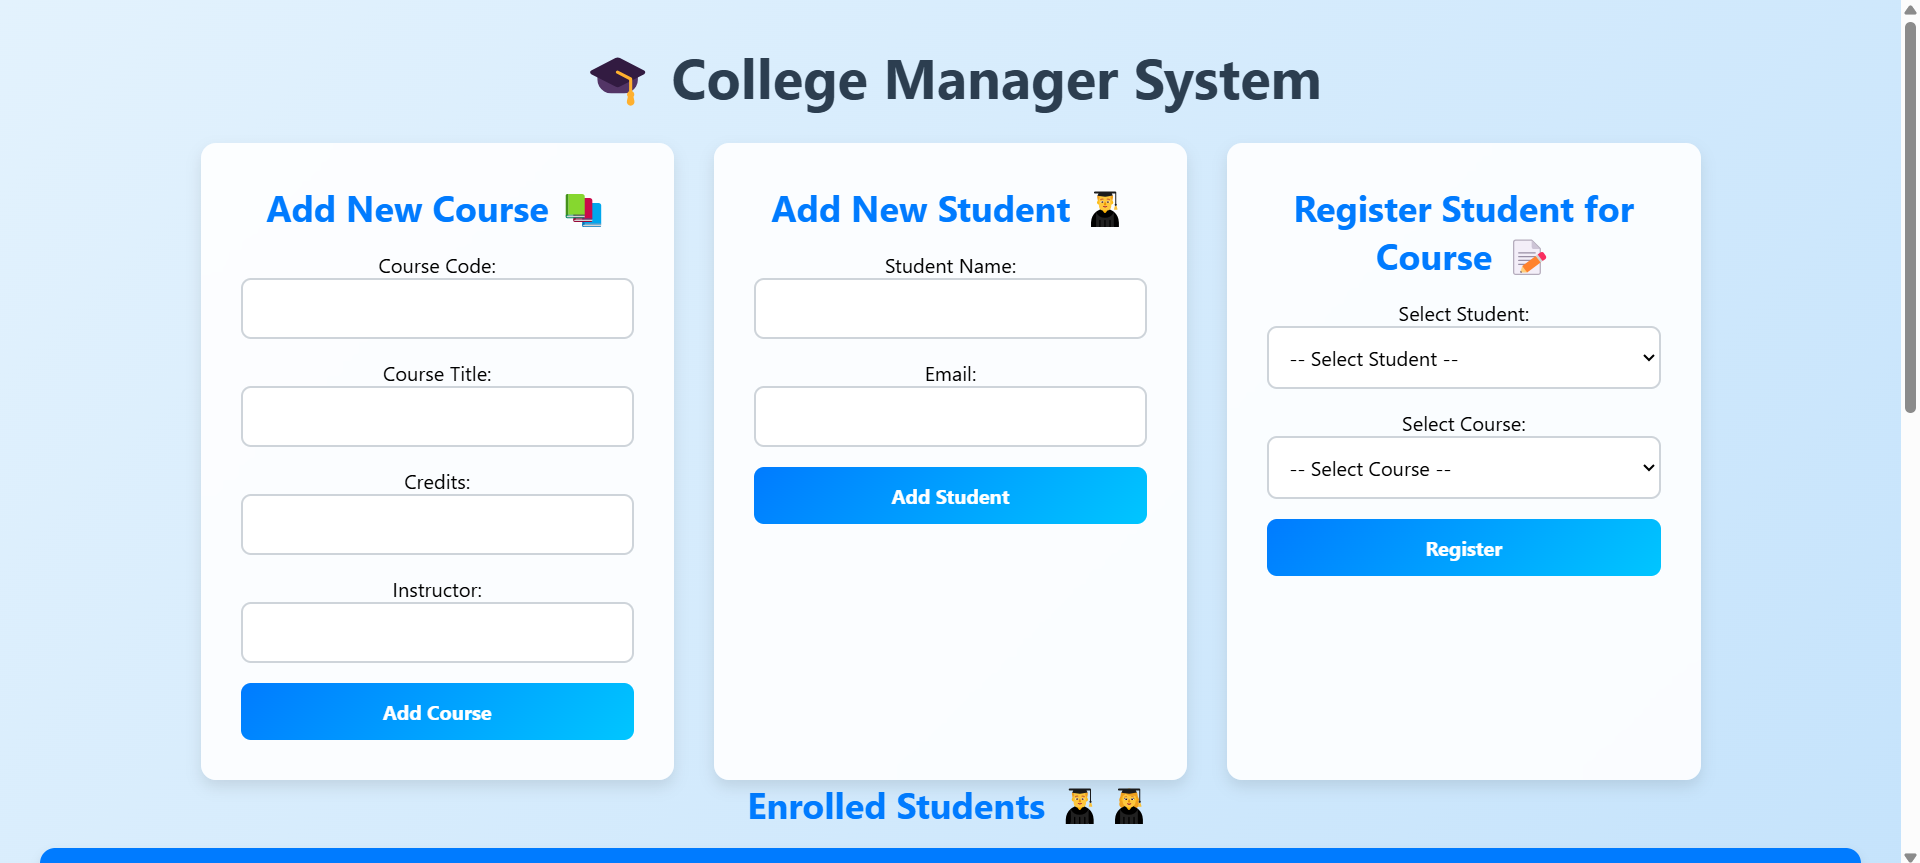 College Manager System
Add New Course
Course Code:
Course Title:
Credits:
Instructor:
Add Course
Add New Student
Student Name:
Email:
Add Student
Register Student for
Course
Select Student:
-- Select Student --
Select Course:
-- Select Course --
Register
Enrolled Students